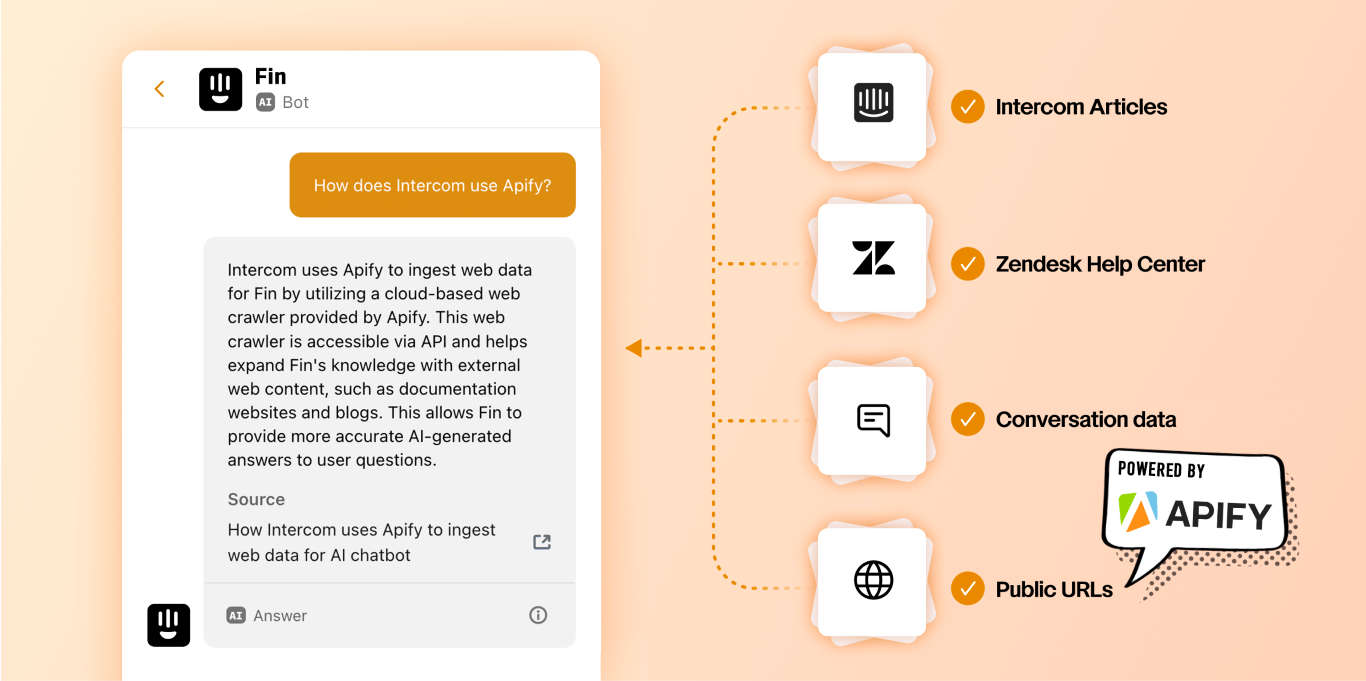 Fin
AI Bot
How does Intercom use Apify?
Intercom uses Apify to ingest web data
for Fin by utilizing a cloud-based web
crawler provided by Apify. This web
crawler is accessible via API and helps
expand Fin's knowledge with external
web content, such as documentation
websites and blogs. This allows Fin to
provide more accurate AI-generated
answers to user questions.
Source
How Intercom uses Apify to ingest
web data for AI chatbot
AI Answer
Intercom Articles
Zendesk Help Center
Conversation data
POWERED BY
APIFY
Public URLs